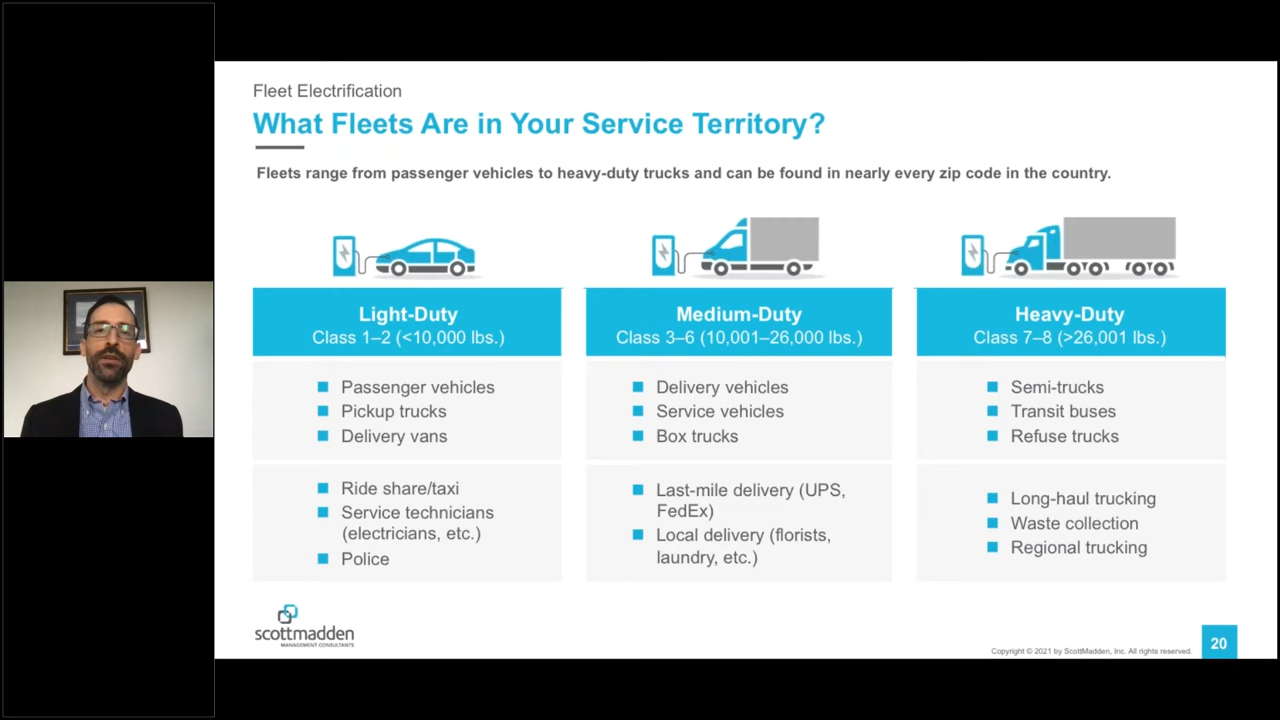 Fleet Electrification
What Fleets Are in Your Service Territory?
Fleets range from passenger vehicles to heavy-duty trucks and can be found in nearly every zip code in the country.
Light-Duty
Class 1–2 (<10,000 lbs.)
Passenger vehicles
Pickup trucks
Delivery vans
Ride share/taxi
Service technicians
(electricians, etc.)
Police
Medium-Duty
Class 3–6 (10,001–26,000 lbs.)
Delivery vehicles
Service vehicles
Box trucks
Last-mile delivery (UPS,
FedEx)
Local delivery (florists,
laundry, etc.)
Heavy-Duty
Class 7–8 (>26,001 lbs.)
Semi-trucks
Transit buses
Refuse trucks
Long-haul trucking
Waste collection
Regional trucking
scottmadden
MANAGEMENT CONSULTANTS
Copyright © 2021 by ScottMadden, Inc. All rights reserved.
20